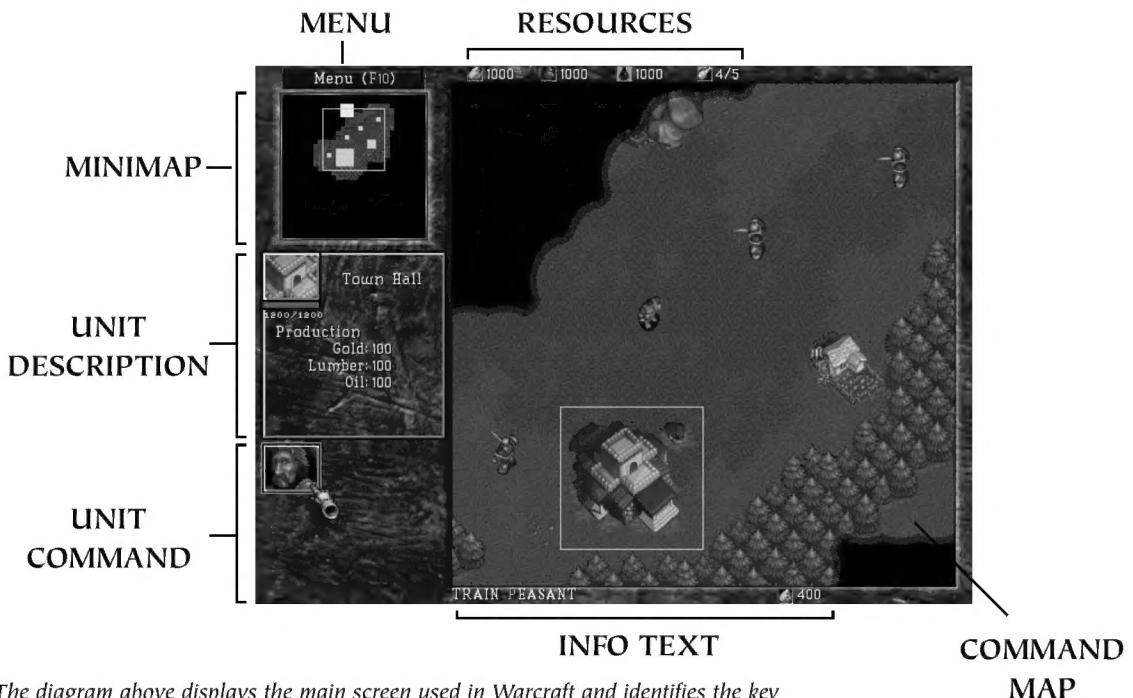 MENU
RESOURCES
Menu (F10)
1000 1000 1000 4/5
MINIMAP
Town Hall
1200/1200
Production
Gold: 100
Lumber: 100
Oil: 100
UNIT
DESCRIPTION
UNIT
COMMAND
TRAIN PEASANT 400
INFO TEXT
COMMAND
MAP
The diagram above displays the main screen used in Warcraft and identifies the key